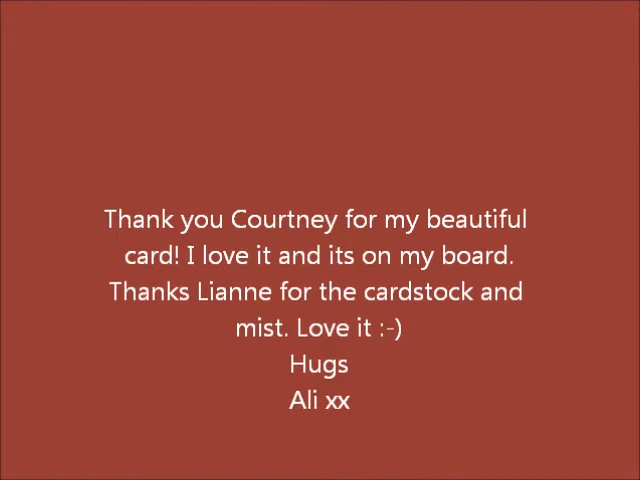 Thank you Courtney for my beautiful
card! I love it and its on my board.
Thanks Lianne for the cardstock and
mist. Love it :-)
Hugs
Ali xx